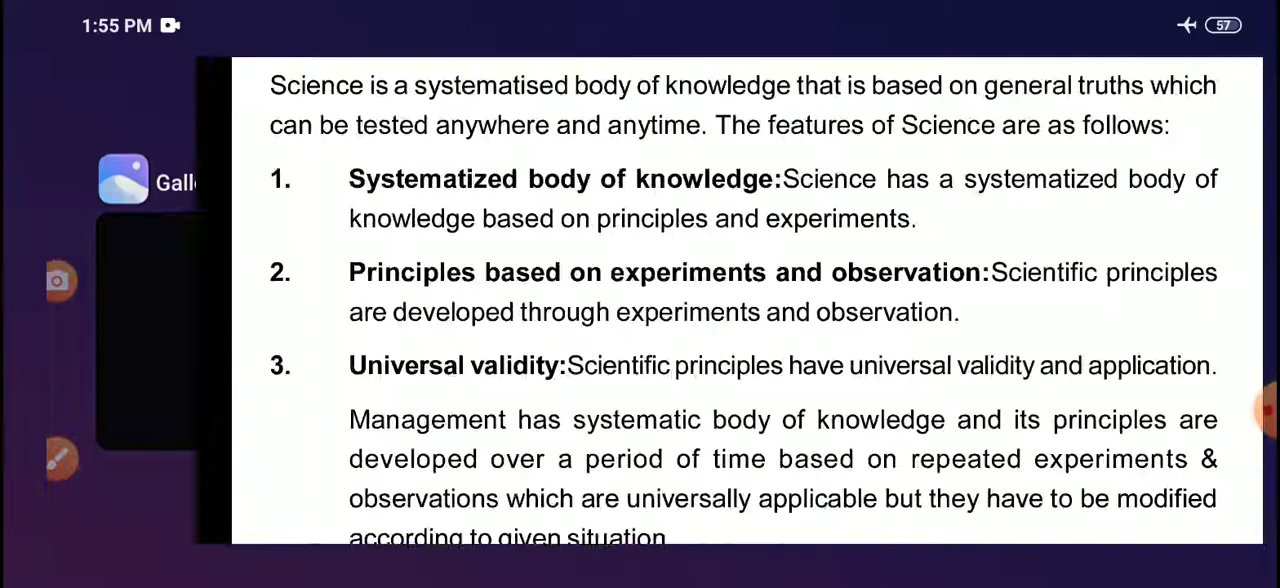 1:55 PM
57
Science is a systematised body of knowledge that is based on general truths which
can be tested anywhere and anytime. The features of Science are as follows:
Gall
1. Systematized body of knowledge:Science has a systematized body of
knowledge based on principles and experiments.
2. Principles based on experiments and observation:Scientific principles
are developed through experiments and observation.
3. Universal validity:Scientific principles have universal validity and application.
Management has systematic body of knowledge and its principles are
developed over a period of time based on repeated experiments &
observations which are universally applicable but they have to be modified
according to given situation